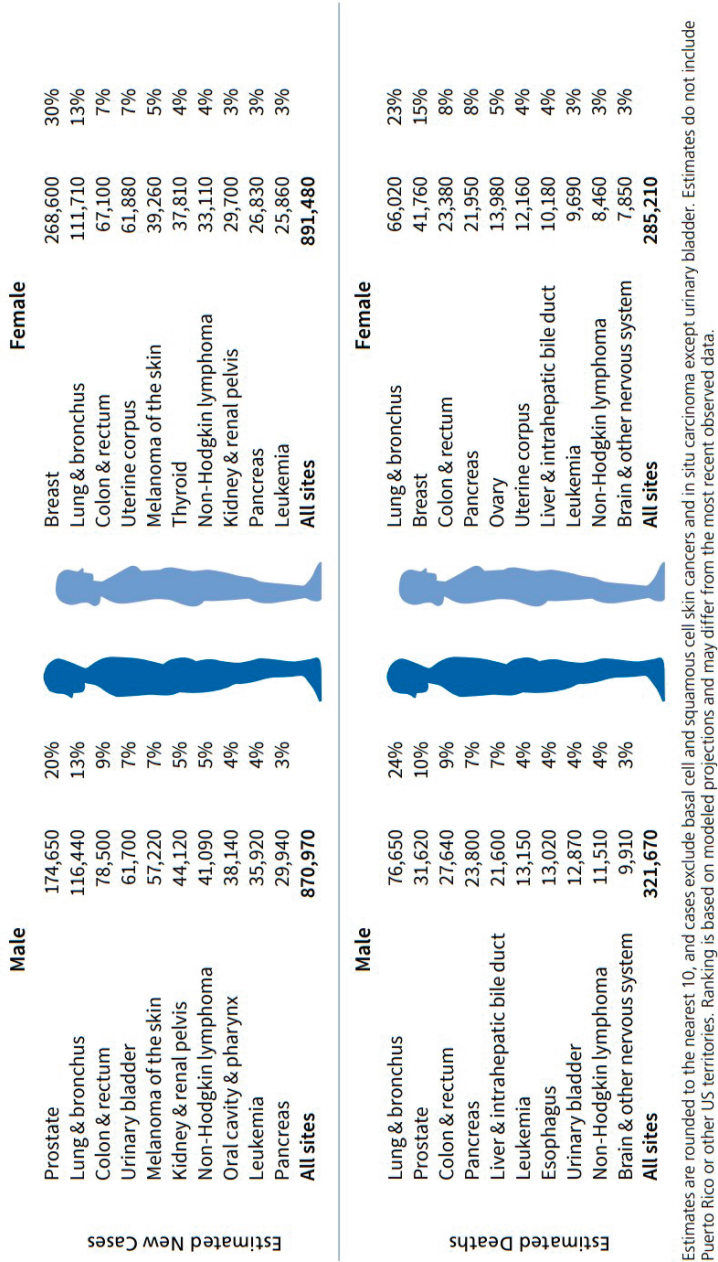 Male Female
Estimated New Cases
Prostate 174,650 20% Breast 268,600 30%
Lung & bronchus 116,440 13% Lung & bronchus 111,710 13%
Colon & rectum 78,500 9% Colon & rectum 67,100 7%
Urinary bladder 61,700 7% Uterine corpus 61,880 7%
Melanoma of the skin 57,220 7% Melanoma of the skin 39,260 5%
Kidney & renal pelvis 44,120 5% Thyroid 37,810 4%
Non-Hodgkin lymphoma 41,090 5% Non-Hodgkin lymphoma 33,110 4%
Oral cavity & pharynx 38,140 4% Kidney & renal pelvis 29,700 3%
Leukemia 35,920 4% Pancreas 26,830 3%
Pancreas 29,940 3% Leukemia 25,860 3%
All sites 870,970 All sites 891,480
Male Female
Estimated Deaths
Lung & bronchus 76,650 24% Lung & bronchus 66,020 23%
Prostate 31,620 10% Breast 41,760 15%
Colon & rectum 27,640 9% Colon & rectum 23,380 8%
Pancreas 23,800 7% Pancreas 21,950 8%
Liver & intrahepatic bile duct 21,600 7% Ovary 13,980 5%
Leukemia 13,150 4% Uterine corpus 12,160 4%
Esophagus 13,020 4% Liver & intrahepatic bile duct 10,180 4%
Urinary bladder 12,870 4% Leukemia 9,690 3%
Non-Hodgkin lymphoma 11,510 4% Non-Hodgkin lymphoma 8,460 3%
Brain & other nervous system 9,910 3% Brain & other nervous system 7,850 3%
All sites 321,670 All sites 285,210
Estimates are rounded to the nearest 10, and cases exclude basal cell and squamous cell skin cancers and in situ carcinoma except urinary bladder. Estimates do not include
Puerto Rico or other US territories. Ranking is based on modeled projections and may differ from the most recent observed data.